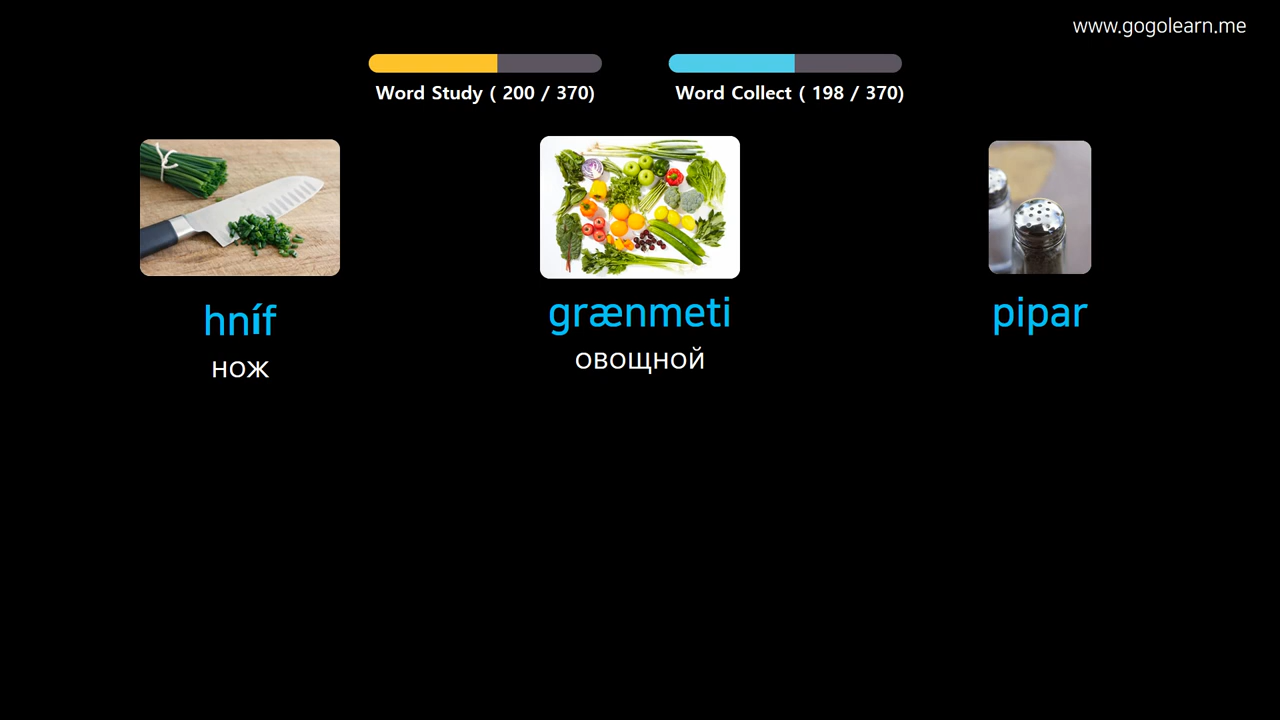 www.gogolearn.me
Word Study ( 200 / 370)
Word Collect ( 198 / 370)
hníf
нож
grænmeti
овощной
pipar